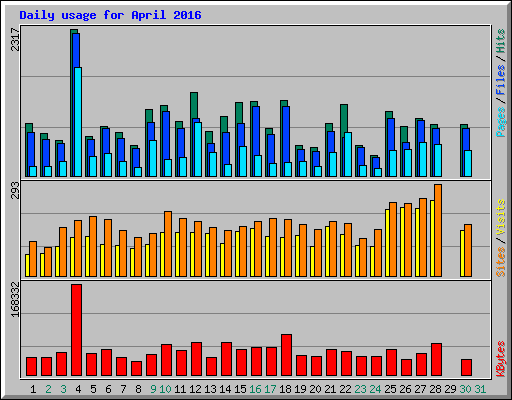 Daily usage for April 2016
2317
Pages / Files / Hits
293
Sites / Visits
168332
KBytes
1 2 3 4 5 6 7 8 9 10 11 12 13 14 15 16 17 18 19 20 21 22 23 24 25 26 27 28 29 30 31